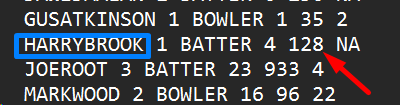 GUSATKINSON 1 BOWLER 1 35 2
HARRYBROOK 1 BATTER 4 128 NA
JOEROOT 3 BATTER 23 933 4
MARKWOOD 2 BOWLER 16 96 22